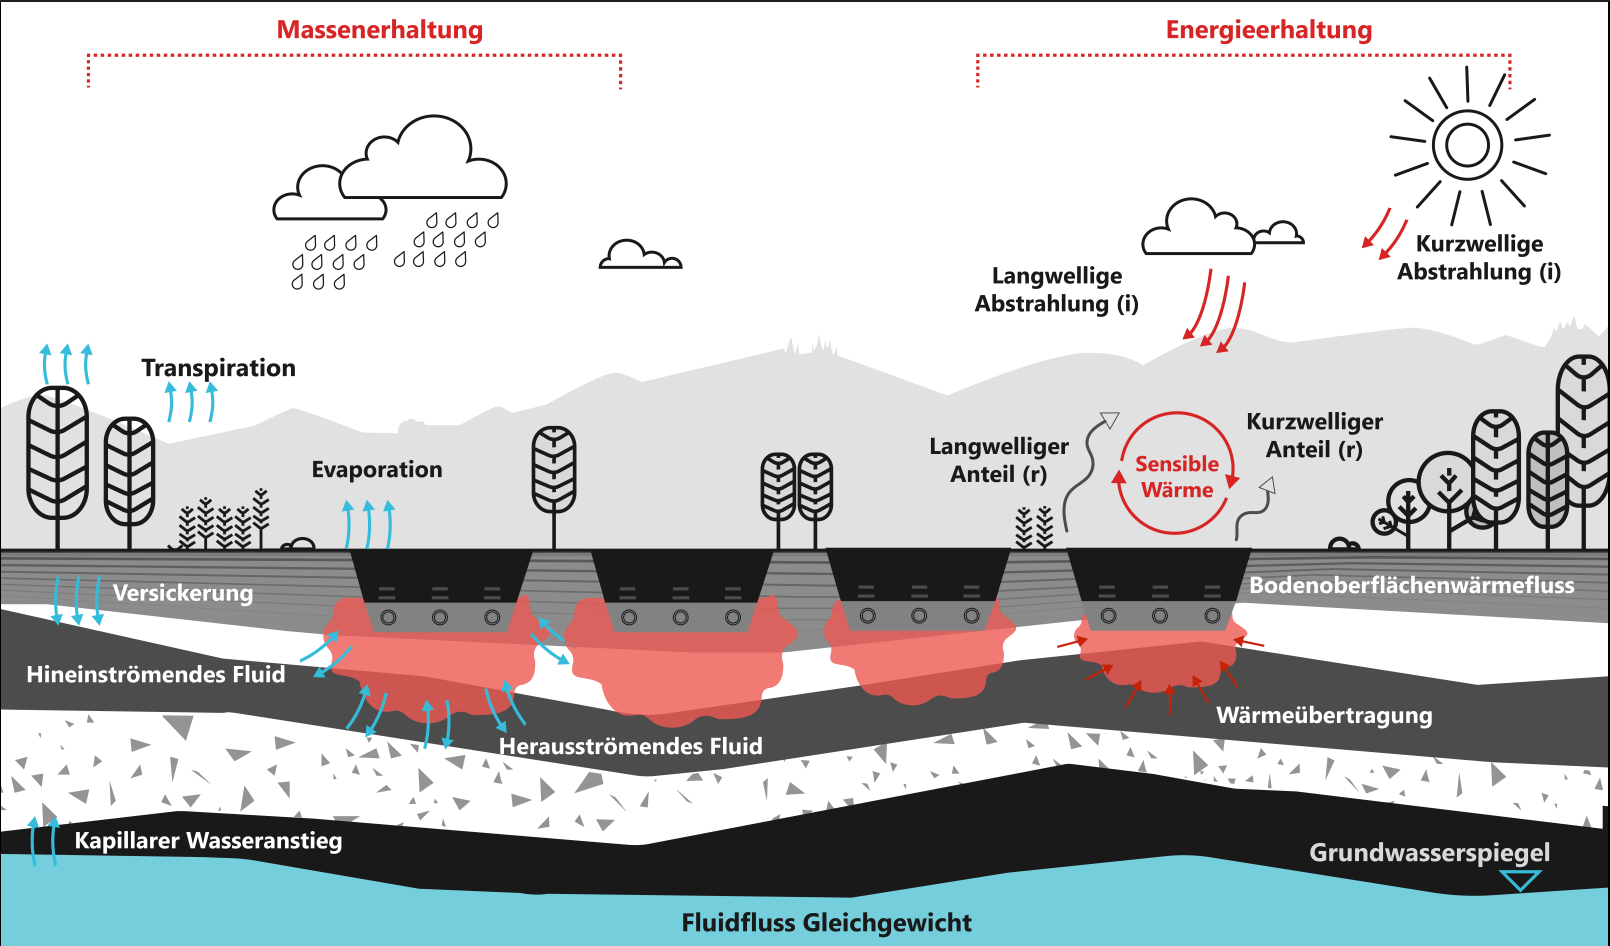 Massenerhaltung
Energieerhaltung
Kurzwellige
Abstrahlung (i)
Langwellige
Abstrahlung (i)
Transpiration
Evaporation
Langwelliger
Anteil (r)
Sensible
Wärme
Kurzwelliger
Anteil (r)
Versickerung
Bodenoberflächenwärmefluss
Hineinströmendes Fluid
Herausströmendes Fluid
Wärmeübertragung
Kapillarer Wasseranstieg
Grundwasserspiegel
Fluidfluss Gleichgewicht